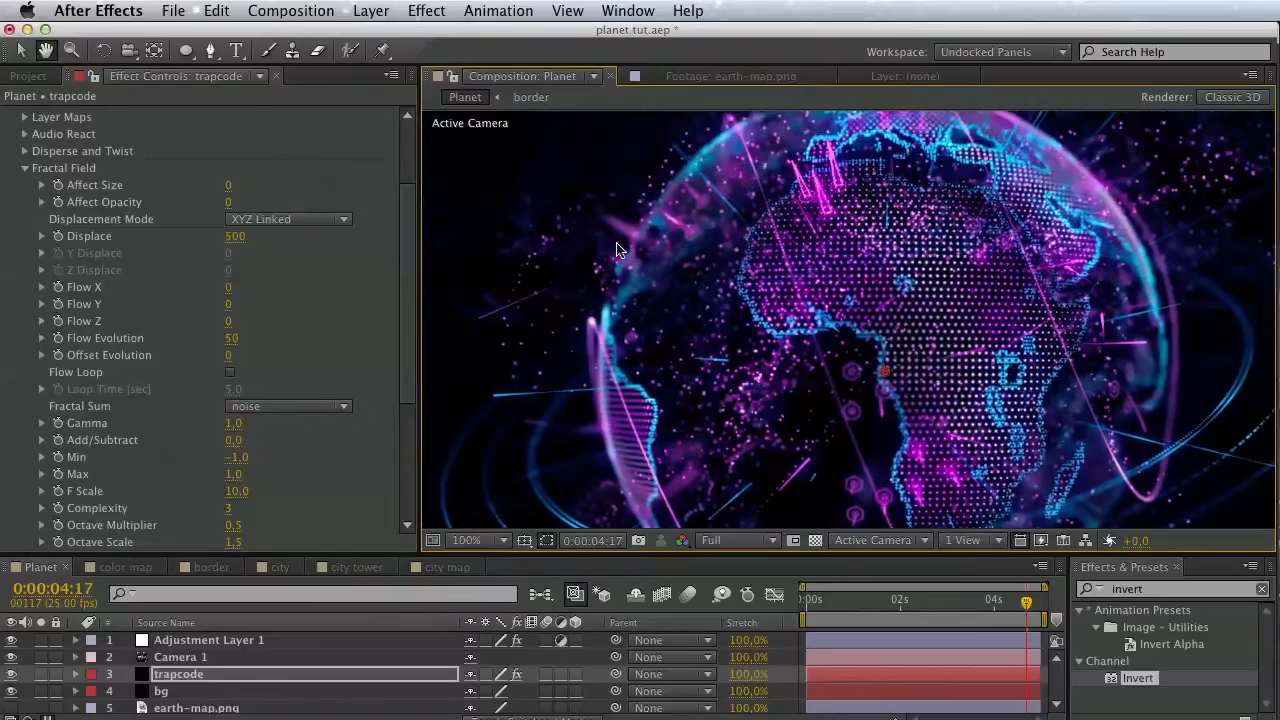 After Effects File Edit Composition Layer Effect Animation View Window Help
planet tut.aep *
Workspace: Undocked Panels Search Help
Project Effect Controls: trapcode Composition: Planet Footage: earth-map.png Layer: (none)
Planet • trapcode Planet border Renderer: Classic 3D
Layer Maps
Active Camera
Audio React
Disperse and Twist
Fractal Field
Affect Size 0
Affect Opacity 0
Displacement Mode XYZ Linked
Displace 500
Y Displace 0
Z Displace 0
Flow X 0
Flow Y 0
Flow Z 0
Flow Evolution 50
Offset Evolution 0
Flow Loop
Loop Time [sec] 5,0
Fractal Sum noise
Gamma 1,0
Add/Subtract 0,0
Min -1,0
Max 1,0
F Scale 10,0
Complexity 3
Octave Multiplier 0,5
Octave Scale 1,5
100% 0:00:04:17 Full Active Camera 1 View +0,0
Planet color map border city city tower city map
Effects & Presets
0:00:04:17
00117 (25.00 fps)
invert
:00s 02s 04s
* Animation Presets
Image - Utilities
Invert Alpha
Channel
Invert
# Source Name Parent Stretch
1 Adjustment Layer 1 None 100,0%
2 Camera 1 None 100,0%
3 trapcode None 100,0%
4 bg None 100,0%
5 earth-map.png None 100,0%